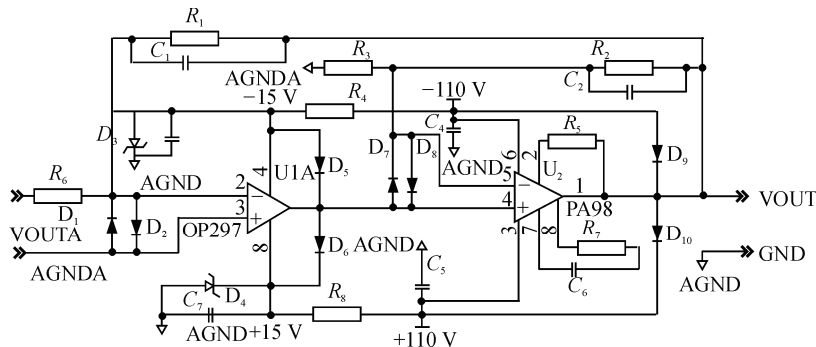 R1
C1
R3
R2
AGNDA
C2
−15 V
R4
−110 V
D3
C4
R5
D7
D8
6
2
4
U1A
D5
AGND
5
U2
D9
R6
AGND
2
−
−
1
VOUT
D1
3
+
4
+
PA98
D2
OP297
3
7
8
VOUTA
D6
AGND
R7
D10
GND
AGNDA
8
C5
C6
AGND
D4
C7
R8
AGND
+15 V
+110 V